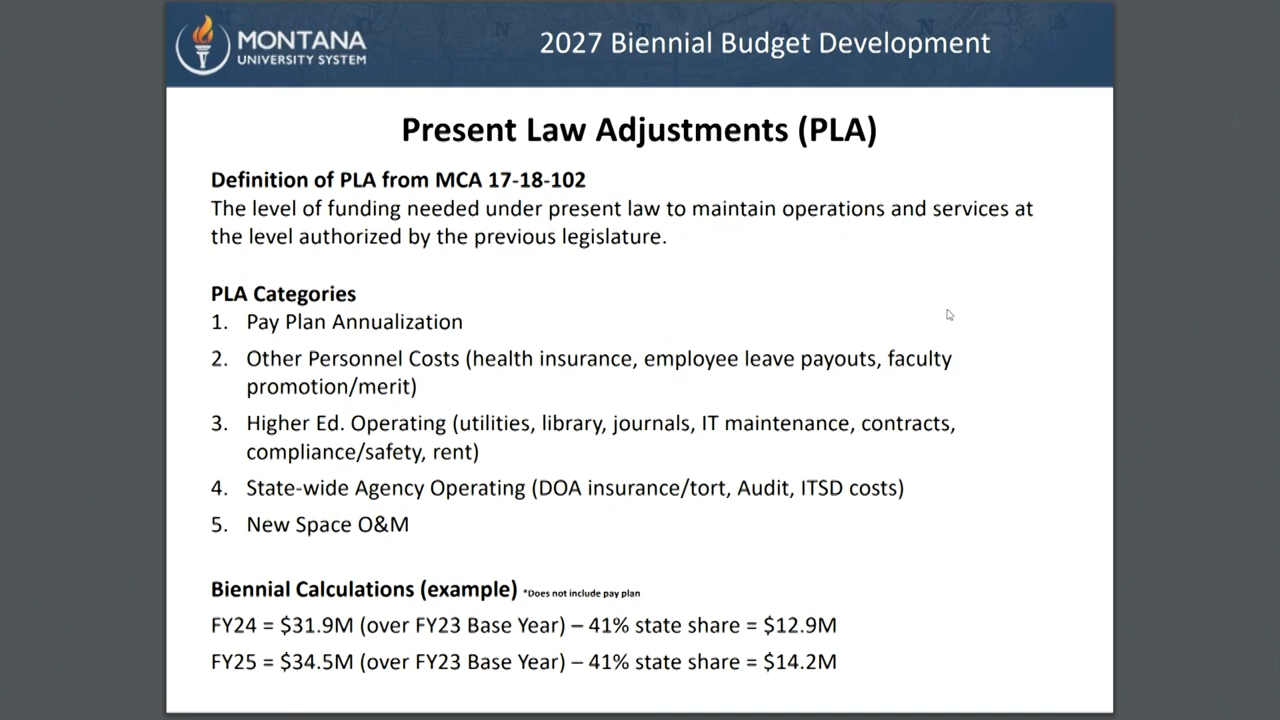 MONTANA
UNIVERSITY SYSTEM
2027 Biennial Budget Development
Present Law Adjustments (PLA)
Definition of PLA from MCA 17-18-102
The level of funding needed under present law to maintain operations and services at
the level authorized by the previous legislature.
PLA Categories
1. Pay Plan Annualization
2. Other Personnel Costs (health insurance, employee leave payouts, faculty
promotion/merit)
3. Higher Ed. Operating (utilities, library, journals, IT maintenance, contracts,
compliance/safety, rent)
4. State-wide Agency Operating (DOA insurance/tort, Audit, ITSD costs)
5. New Space O&M
Biennial Calculations (example) *Does not include pay plan
FY24 = $31.9M (over FY23 Base Year) – 41% state share = $12.9M
FY25 = $34.5M (over FY23 Base Year) – 41% state share = $14.2M